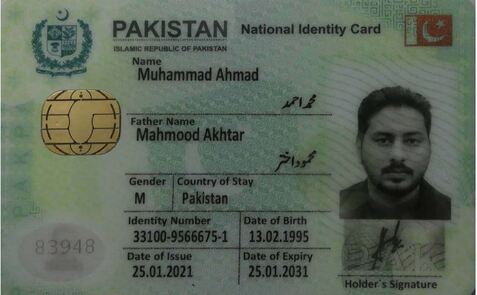 PAKISTAN National Identity Card
ISLAMIC REPUBLIC OF PAKISTAN
Name
Muhammad Ahmad
محمد احمد
Father Name
Mahmood Akhtar
محمود اختر
Gender Country of Stay
M Pakistan
Identity Number Date of Birth
33100-9566675-1 13.02.1995
83948
Date of Issue Date of Expiry
25.01.2021 25.01.2031
Holder's Signature